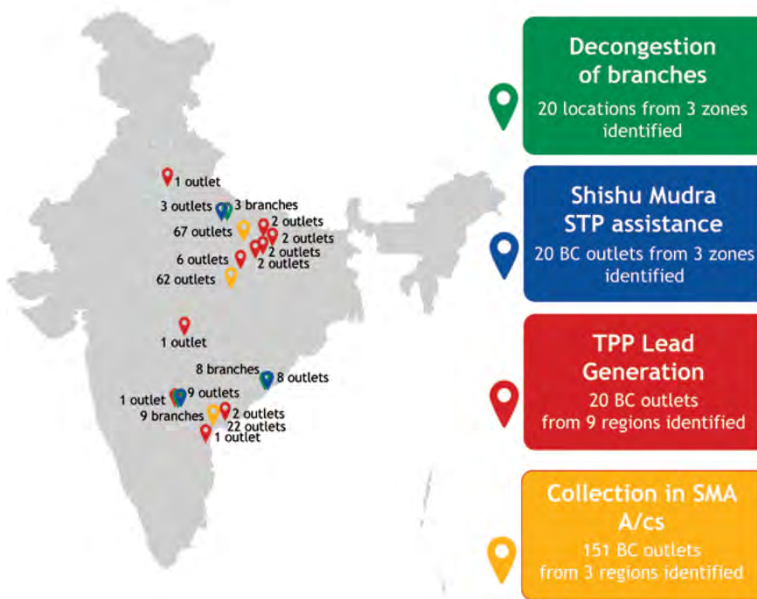 1 outlet
3 outlets
3 branches
67 outlets
2 outlets
2 outlets
2 outlets
2 outlets
6 outlets
62 outlets
1 outlet
8 branches
8 outlets
1 outlet
9 outlets
9 branches
2 outlets
22 outlets
1 outlet
Decongestion
of branches
20 locations from 3 zones
identified
Shishu Mudra
STP assistance
20 BC outlets from 3 zones
identified
TPP Lead
Generation
20 BC outlets
from 9 regions identified
Collection in SMA
A/cs
151 BC outlets
from 3 regions identified